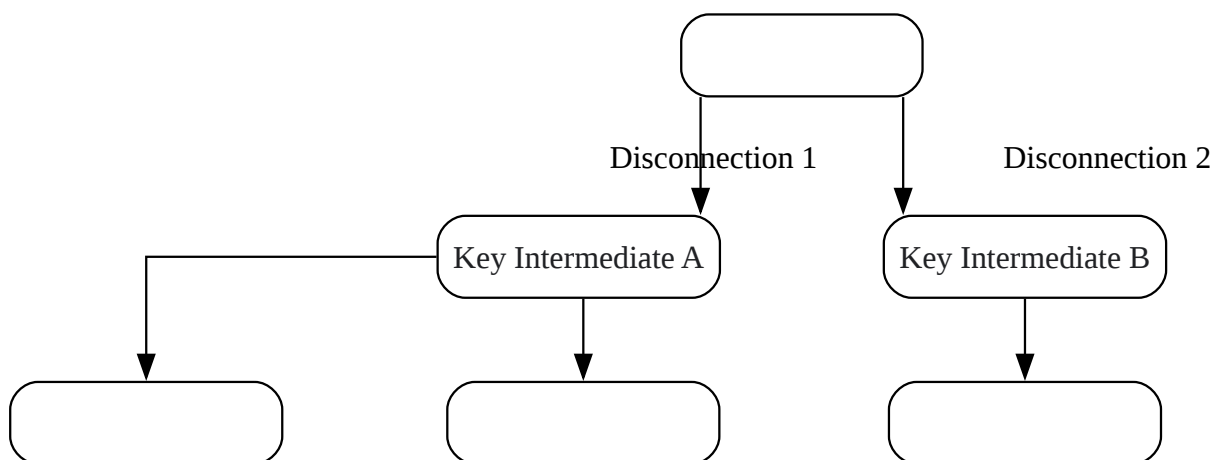 Disconnection 1
Disconnection 2
Key Intermediate A
Key Intermediate B